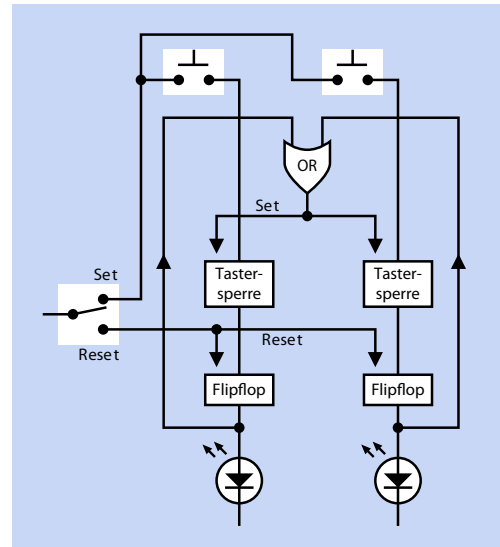 OR
Set
Set
Taster-
sperre
Taster-
sperre
Reset
Reset
Flipflop
Flipflop